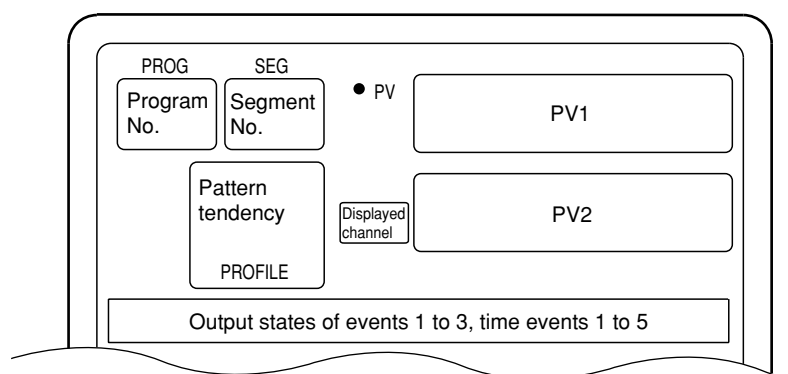 PROG
SEG
Program
No.
Segment
No.
PV
PV1
Pattern
tendency
PROFILE
Displayed
channel
PV2
Output states of events 1 to 3, time events 1 to 5